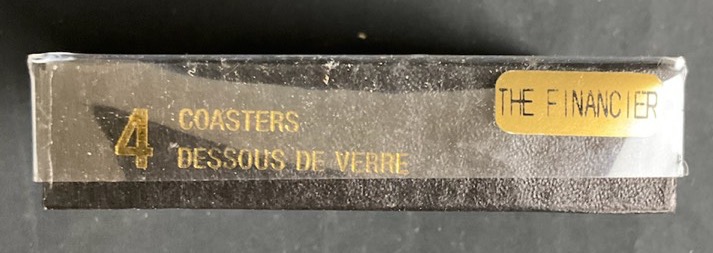 4 COASTERS
DESSOUS DE VERRE
THE FINANCIER